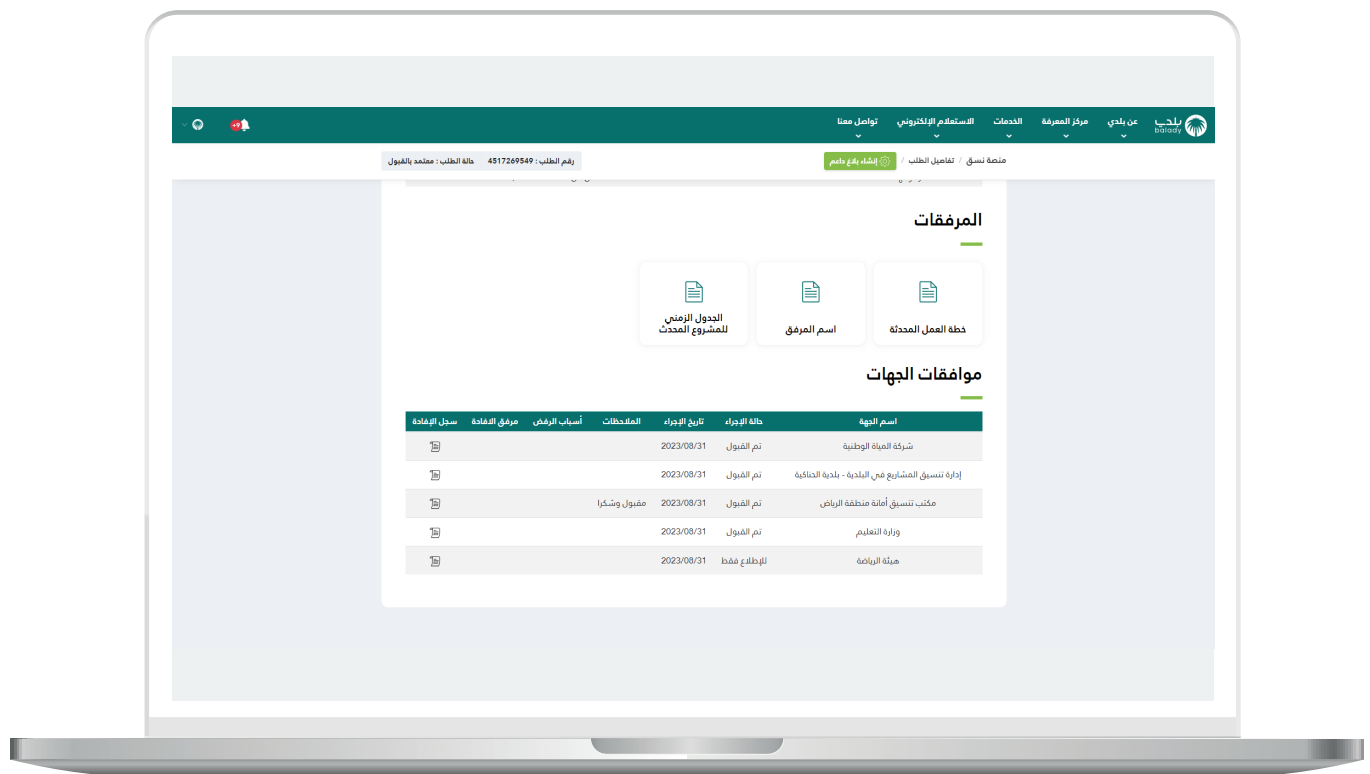 بلدي
balady
عن بلدي
مركز المعرفة
الخدمات
الاستعلام الإلكتروني
تواصل معنا
+9
منصة نسق / تفاصيل الطلب / إنشاء بلاغ داعم
رقم الطلب : 4517269549 حالة الطلب : معتمد بالقبول
المرفقات
خطة العمل المحدثة
اسم المرفق
الجدول الزمني
للمشروع المحدث
موافقات الجهات
اسم الجهة حالة الإجراء تاريخ الإجراء الملاحظات أسباب الرفض مرفق الافادة سجل الإفادة
شركة المياة الوطنية تم القبول 2023/08/31
إدارة تنسيق المشاريع في البلدية - بلدية الحناكية تم القبول 2023/08/31
مكتب تنسيق أمانة منطقة الرياض تم القبول 2023/08/31 مقبول وشكرا
وزارة التعليم تم القبول 2023/08/31
هيئة الرياضة للإطلاع فقط 2023/08/31